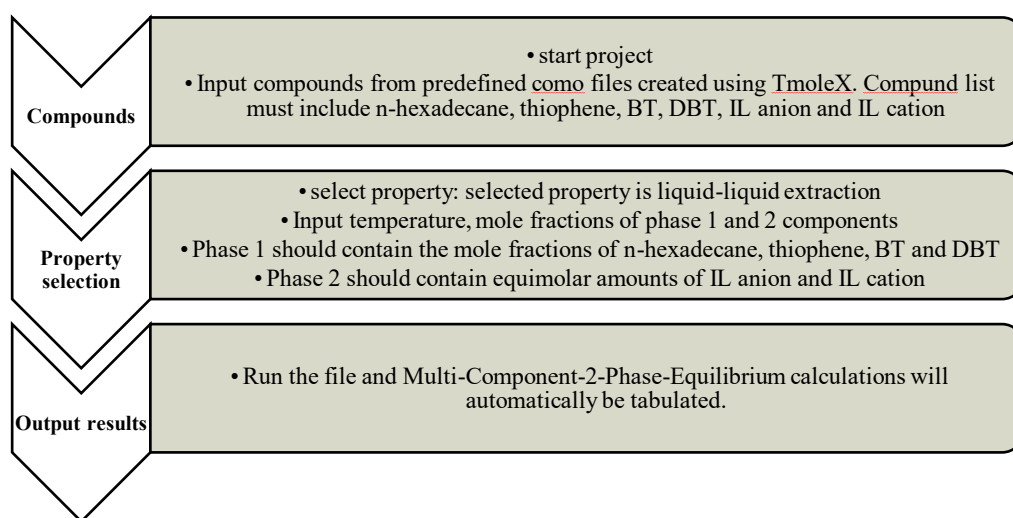 Compounds
• start project
• Input compounds from predefined como files created using TmoleX. Compund list
must include n-hexadecane, thiophene, BT, DBT, IL anion and IL cation
Property
selection
• select property: selected property is liquid-liquid extraction
• Input temperature, mole fractions of phase 1 and 2 components
• Phase 1 should contain the mole fractions of n-hexadecane, thiophene, BT and DBT
• Phase 2 should contain equimolar amounts of IL anion and IL cation
Output results
• Run the file and Multi-Component-2-Phase-Equilibrium calculations will
automatically be tabulated.